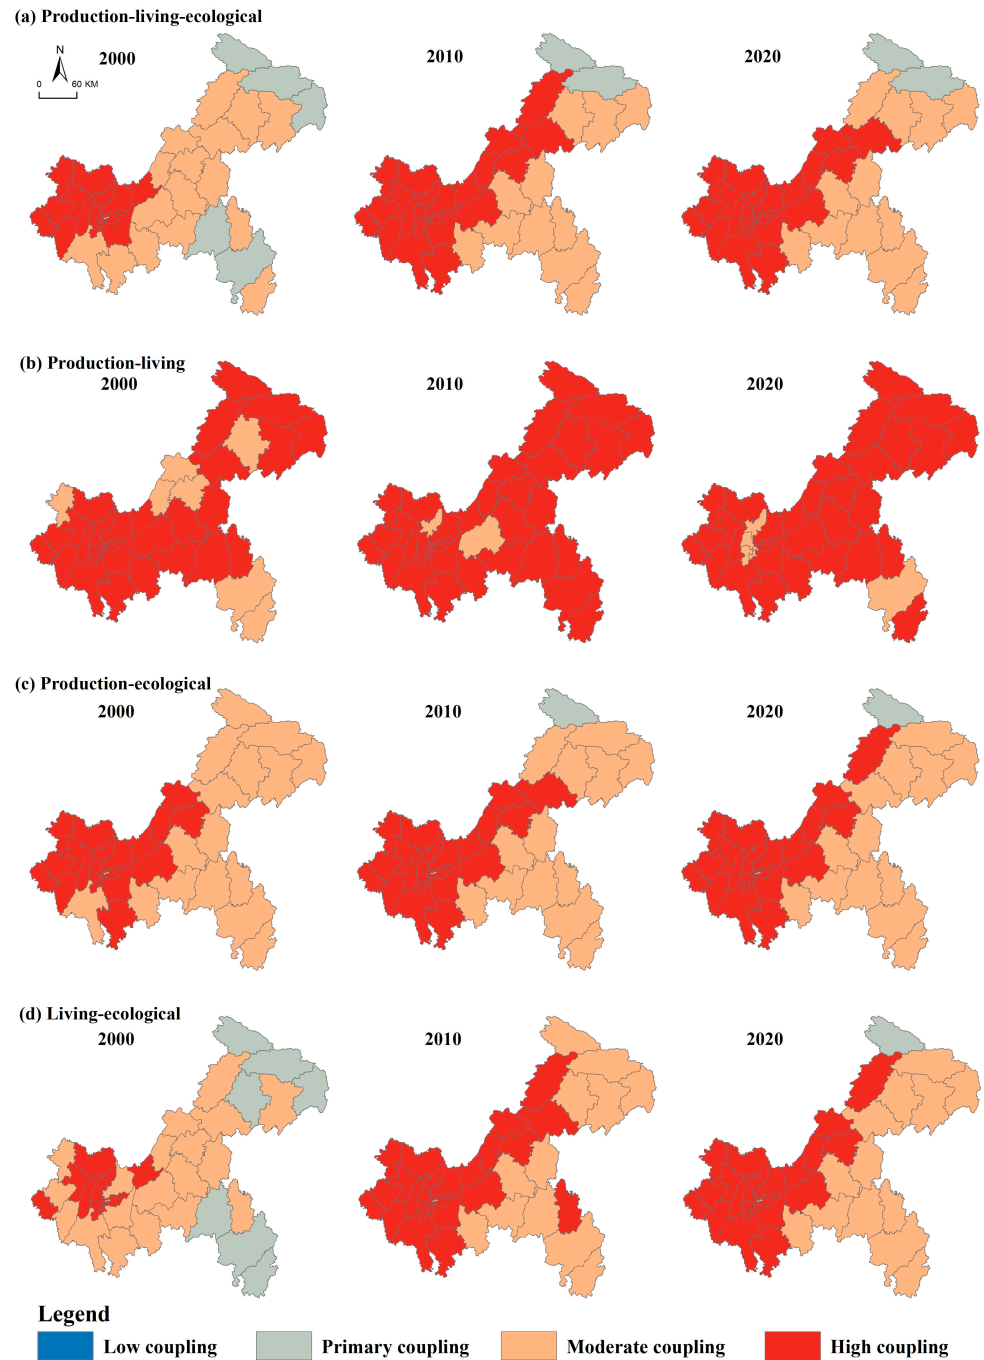 (a) Production-living-ecological
2000
2010
2020
N
0 60 KM
(b) Production-living
2000
2010
2020
(c) Production-ecological
2000
2010
2020
(d) Living-ecological
2000
2010
2020
Legend
Low coupling
Primary coupling
Moderate coupling
High coupling